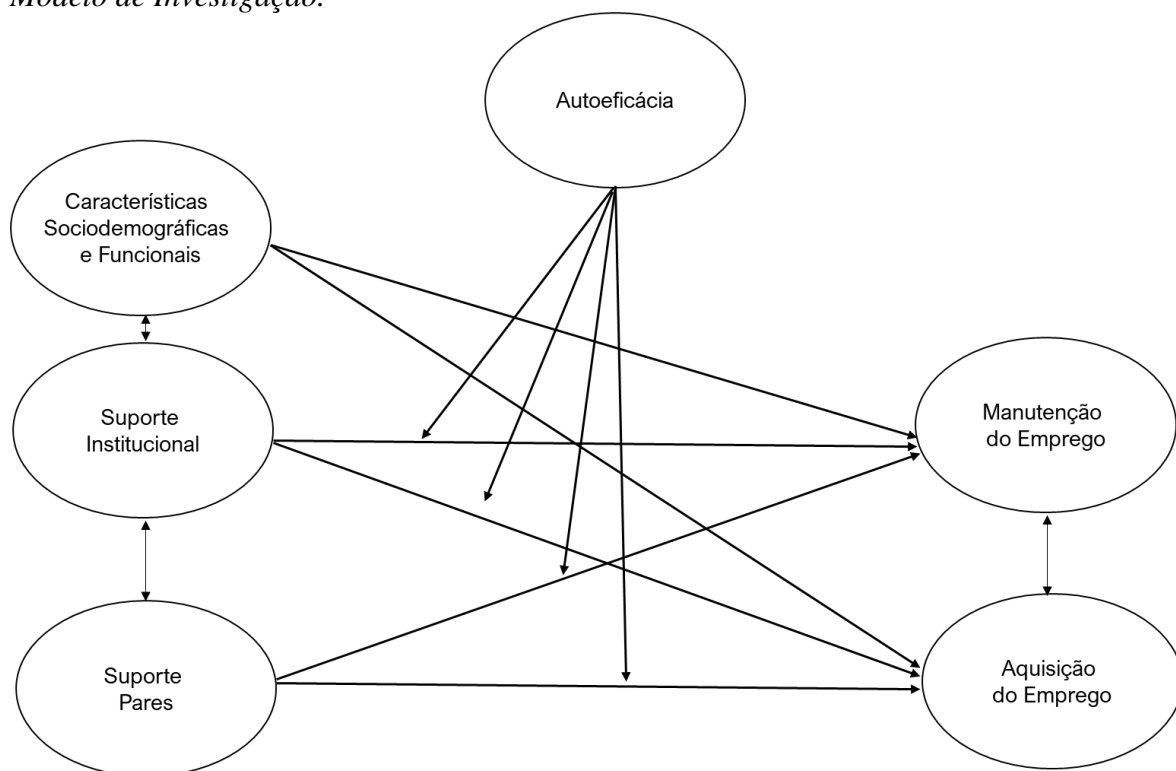 Modelo de Investigação.
Autoeficácia
Características
Sociodemográficas
e Funcionais
Suporte
Institucional
Manutenção
do Emprego
Suporte
Pares
Aquisição
do Emprego